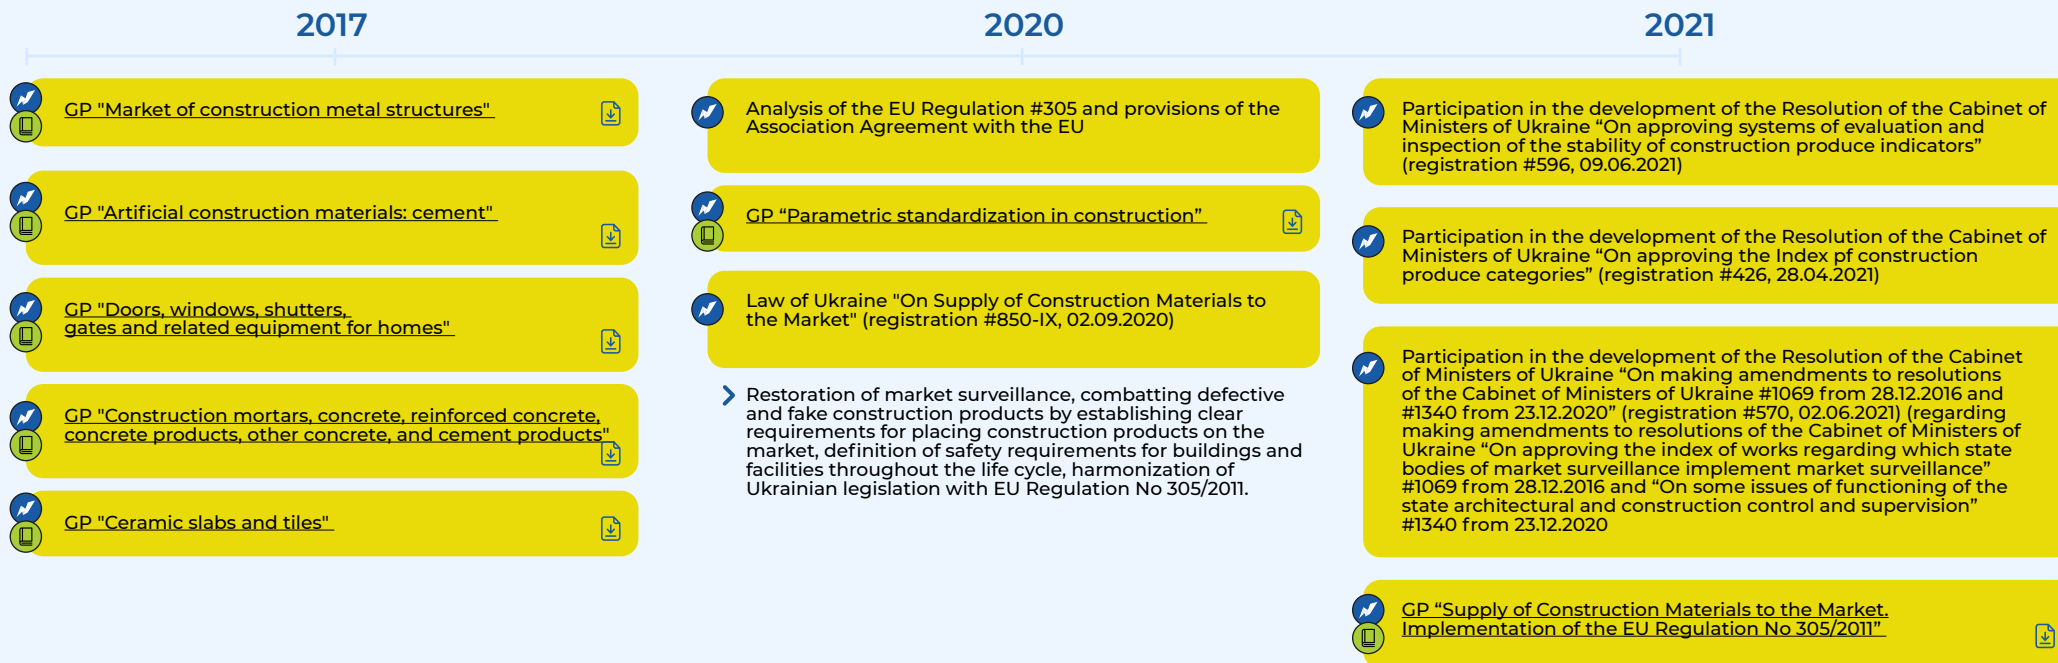 2017
GP "Market of construction metal structures"
GP "Artificial construction materials: cement"
GP "Doors, windows, shutters,
gates and related equipment for homes"
GP "Construction mortars, concrete, reinforced concrete,
concrete products, other concrete, and cement products"
GP "Ceramic slabs and tiles"
2020
Analysis of the EU Regulation #305 and provisions of the
Association Agreement with the EU
GP “Parametric standardization in construction”
Law of Ukraine "On Supply of Construction Materials to
the Market" (registration #850-IX, 02.09.2020)
Restoration of market surveillance, combatting defective
and fake construction products by establishing clear
requirements for placing construction products on the
market, definition of safety requirements for buildings and
facilities throughout the life cycle, harmonization of
Ukrainian legislation with EU Regulation No 305/2011.
2021
Participation in the development of the Resolution of the Cabinet of
Ministers of Ukraine “On approving systems of evaluation and
inspection of the stability of construction produce indicators”
(registration #596, 09.06.2021)
Participation in the development of the Resolution of the Cabinet of
Ministers of Ukraine “On approving the Index pf construction
produce categories” (registration #426, 28.04.2021)
Participation in the development of the Resolution of the Cabinet
of Ministers of Ukraine “On making amendments to resolutions
of the Cabinet of Ministers of Ukraine #1069 from 28.12.2016 and
#1340 from 23.12.2020” (registration #570, 02.06.2021) (regarding
making amendments to resolutions of the Cabinet of Ministers of
Ukraine “On approving the index of works regarding which state
bodies of market surveillance implement market surveillance”
#1069 from 28.12.2016 and “On some issues of functioning of the
state architectural and construction control and supervision”
#1340 from 23.12.2020
GP “Supply of Construction Materials to the Market.
Implementation of the EU Regulation No 305/2011”